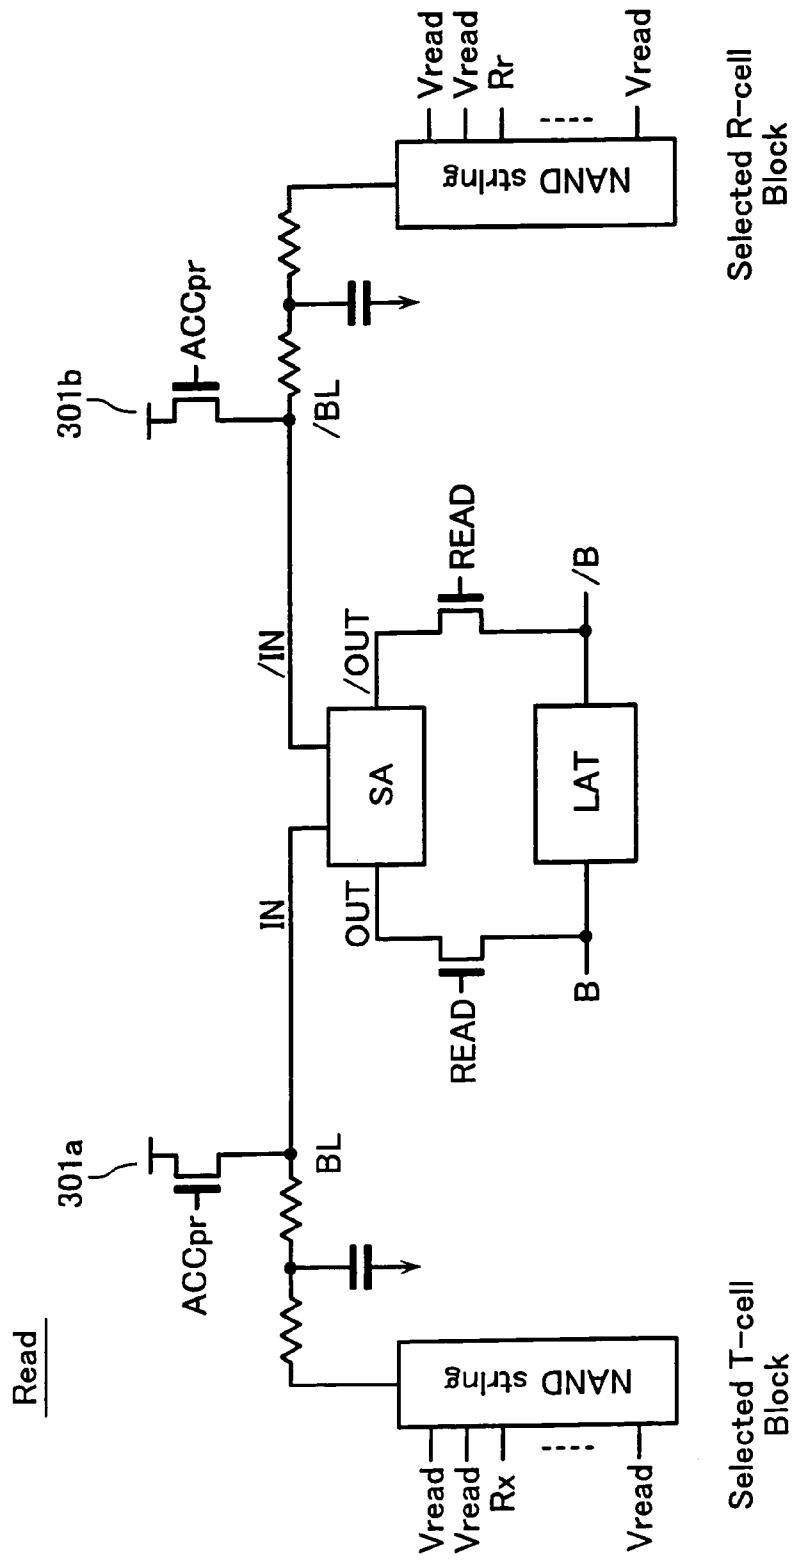 Read
301a
ACCpr
BL
IN
/IN
301b
ACCpr
/BL
SA
OUT
/OUT
READ
READ
LAT
B
/B
NAND string
Vread
Vread
Rx
Vread
Selected T-cell
Block
NAND string
Vread
Vread
Rr
Vread
Selected R-cell
Block